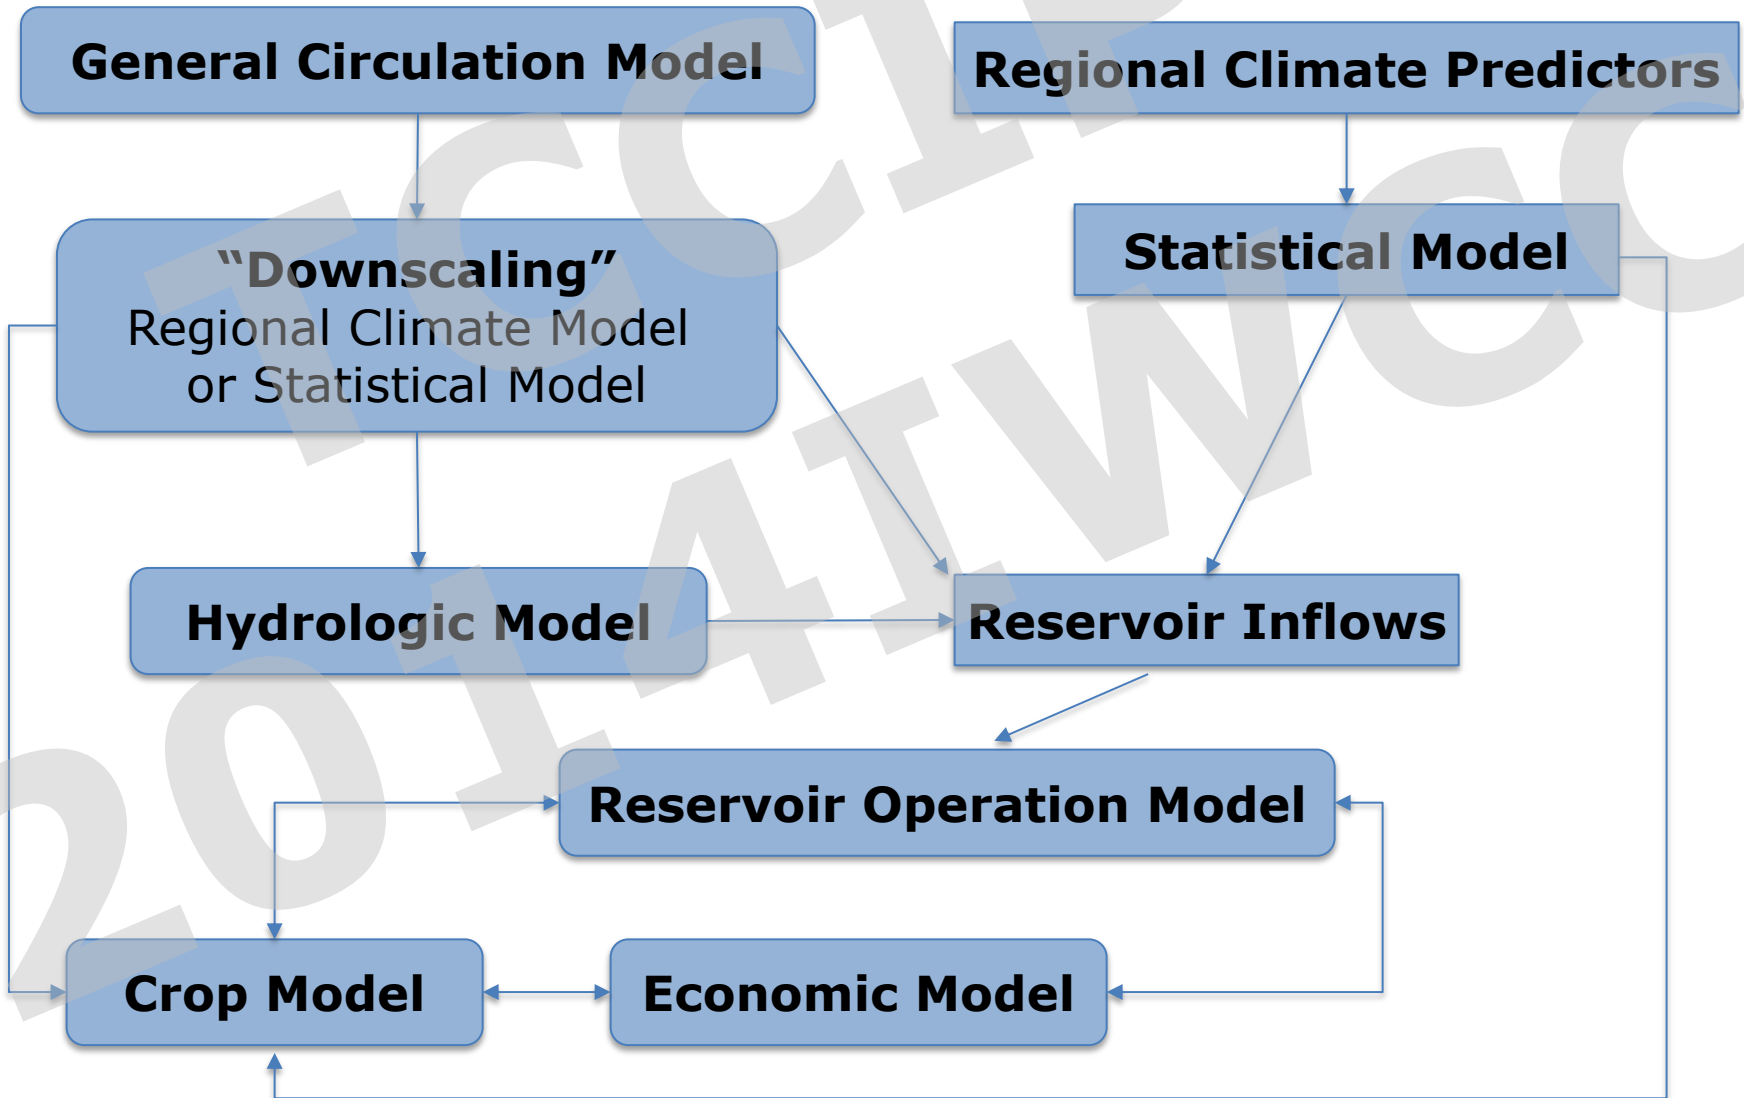 General Circulation Model
Regional Climate Predictors
“Downscaling”
Regional Climate Model
or Statistical Model
Statistical Model
Hydrologic Model
Reservoir Inflows
Reservoir Operation Model
Crop Model
Economic Model
TCCIP
2014IWCC